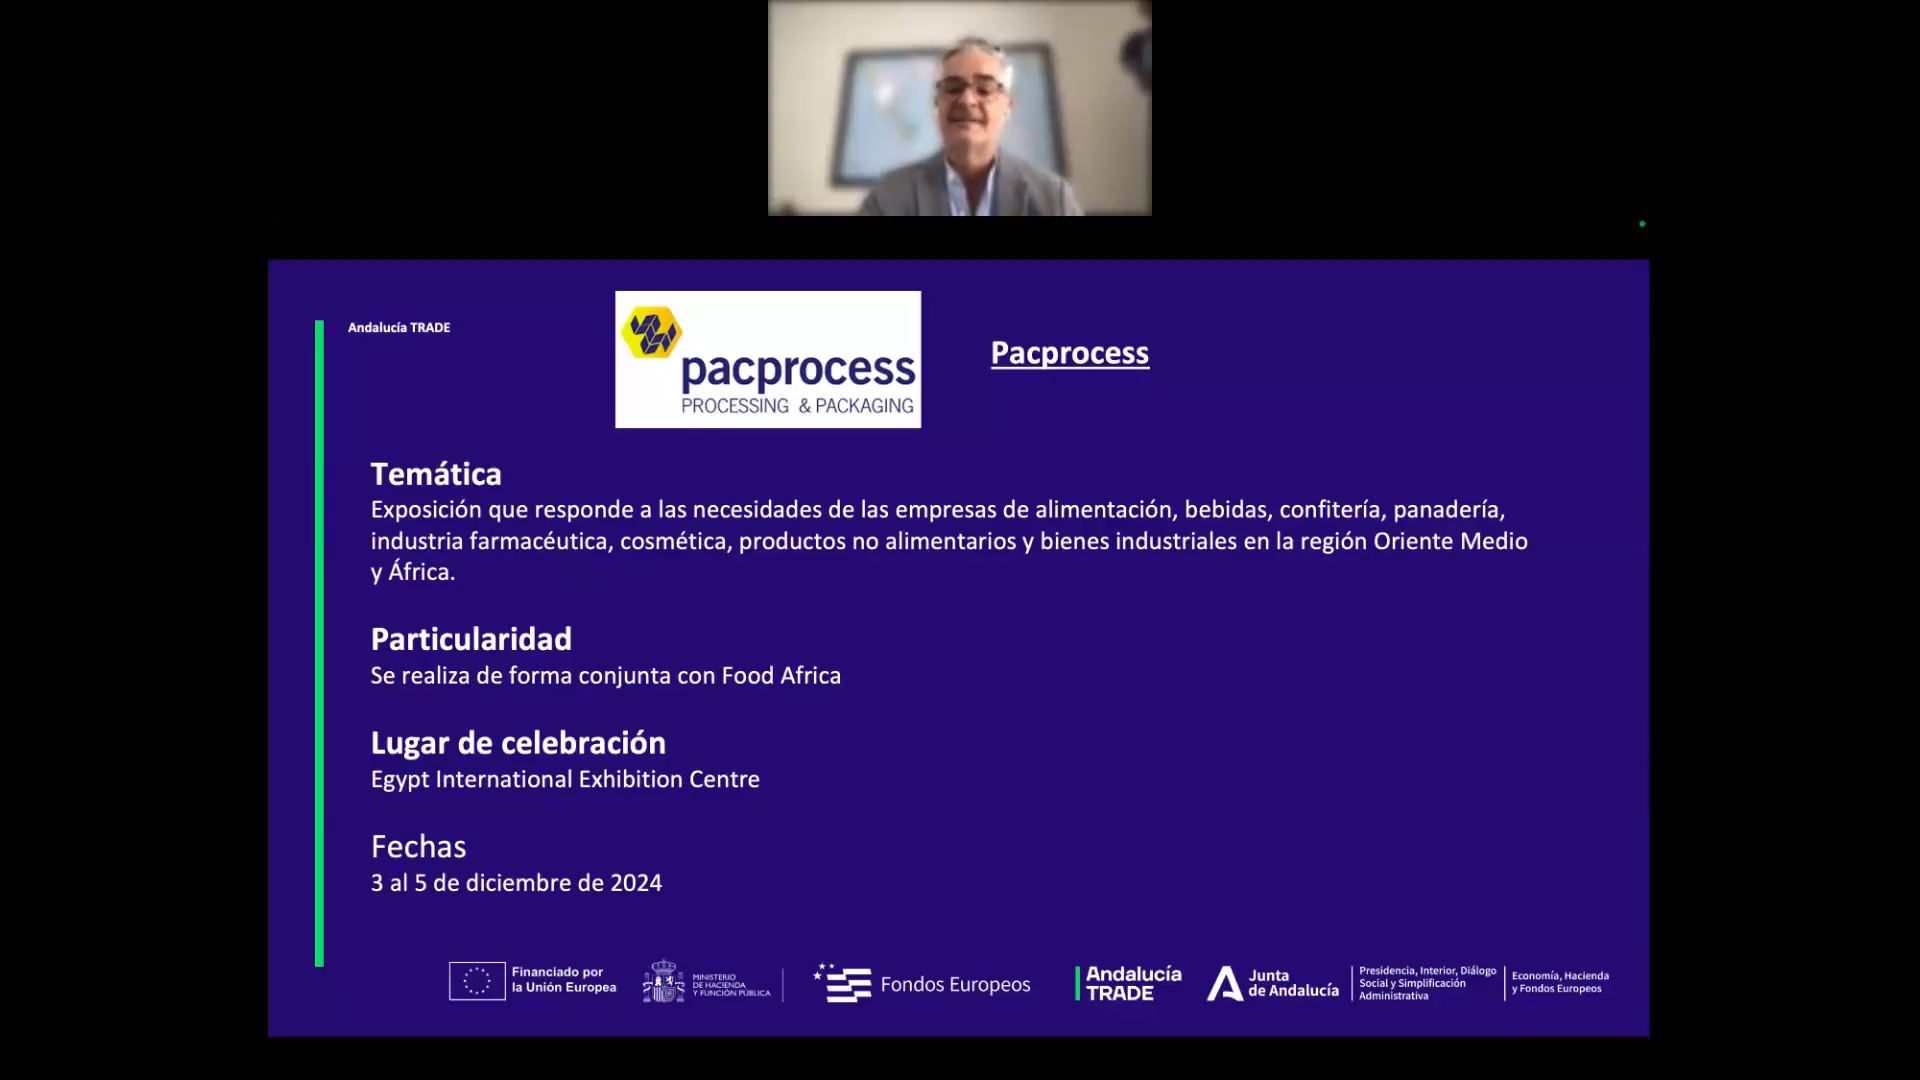 Andalucía TRADE
pacprocess
PROCESSING & PACKAGING
Pacprocess
Temática
Exposición que responde a las necesidades de las empresas de alimentación, bebidas, confitería, panadería,
industria farmacéutica, cosmética, productos no alimentarios y bienes industriales en la región Oriente Medio
y África.
Particularidad
Se realiza de forma conjunta con Food Africa
Lugar de celebración
Egypt International Exhibition Centre
Fechas
3 al 5 de diciembre de 2024
Financiado por
la Unión Europea
MINISTERIO
DE HACIENDA
Y FUNCIÓN PÚBLICA
Fondos Europeos
Andalucía
TRADE
Junta
de Andalucía
Presidencia, Interior, Diálogo
Social y Simplificación
Administrativa
Economía, Hacienda
y Fondos Europeos